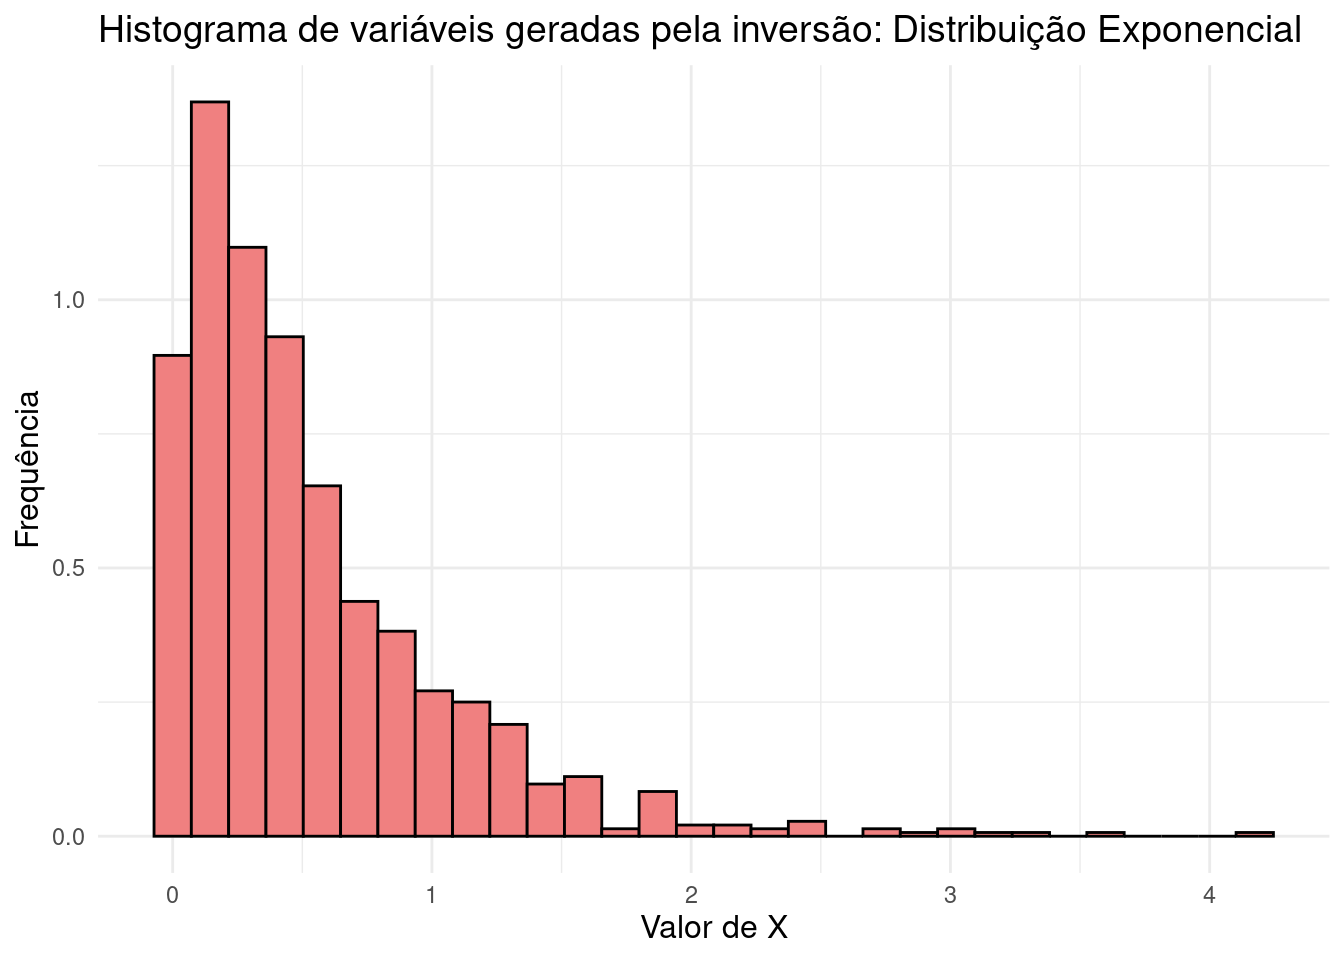 Histograma de variáveis geradas pela inversão: Distribuição Exponencial
Frequência
1.0
0.5
0.0
0 1 2 3 4
Valor de X